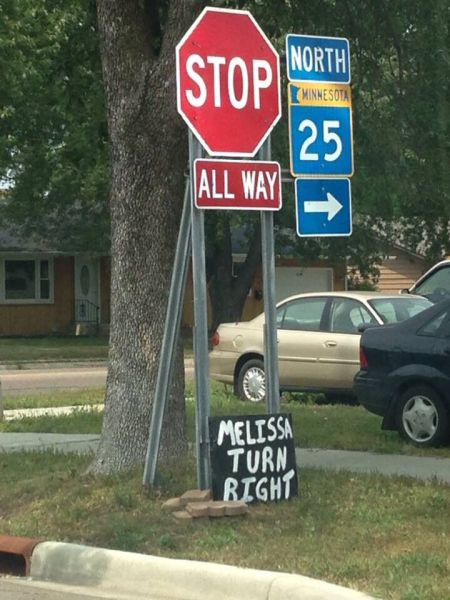 STOP
ALL WAY
NORTH
MINNESOTA
25
MELISSA
TURN
RIGHT